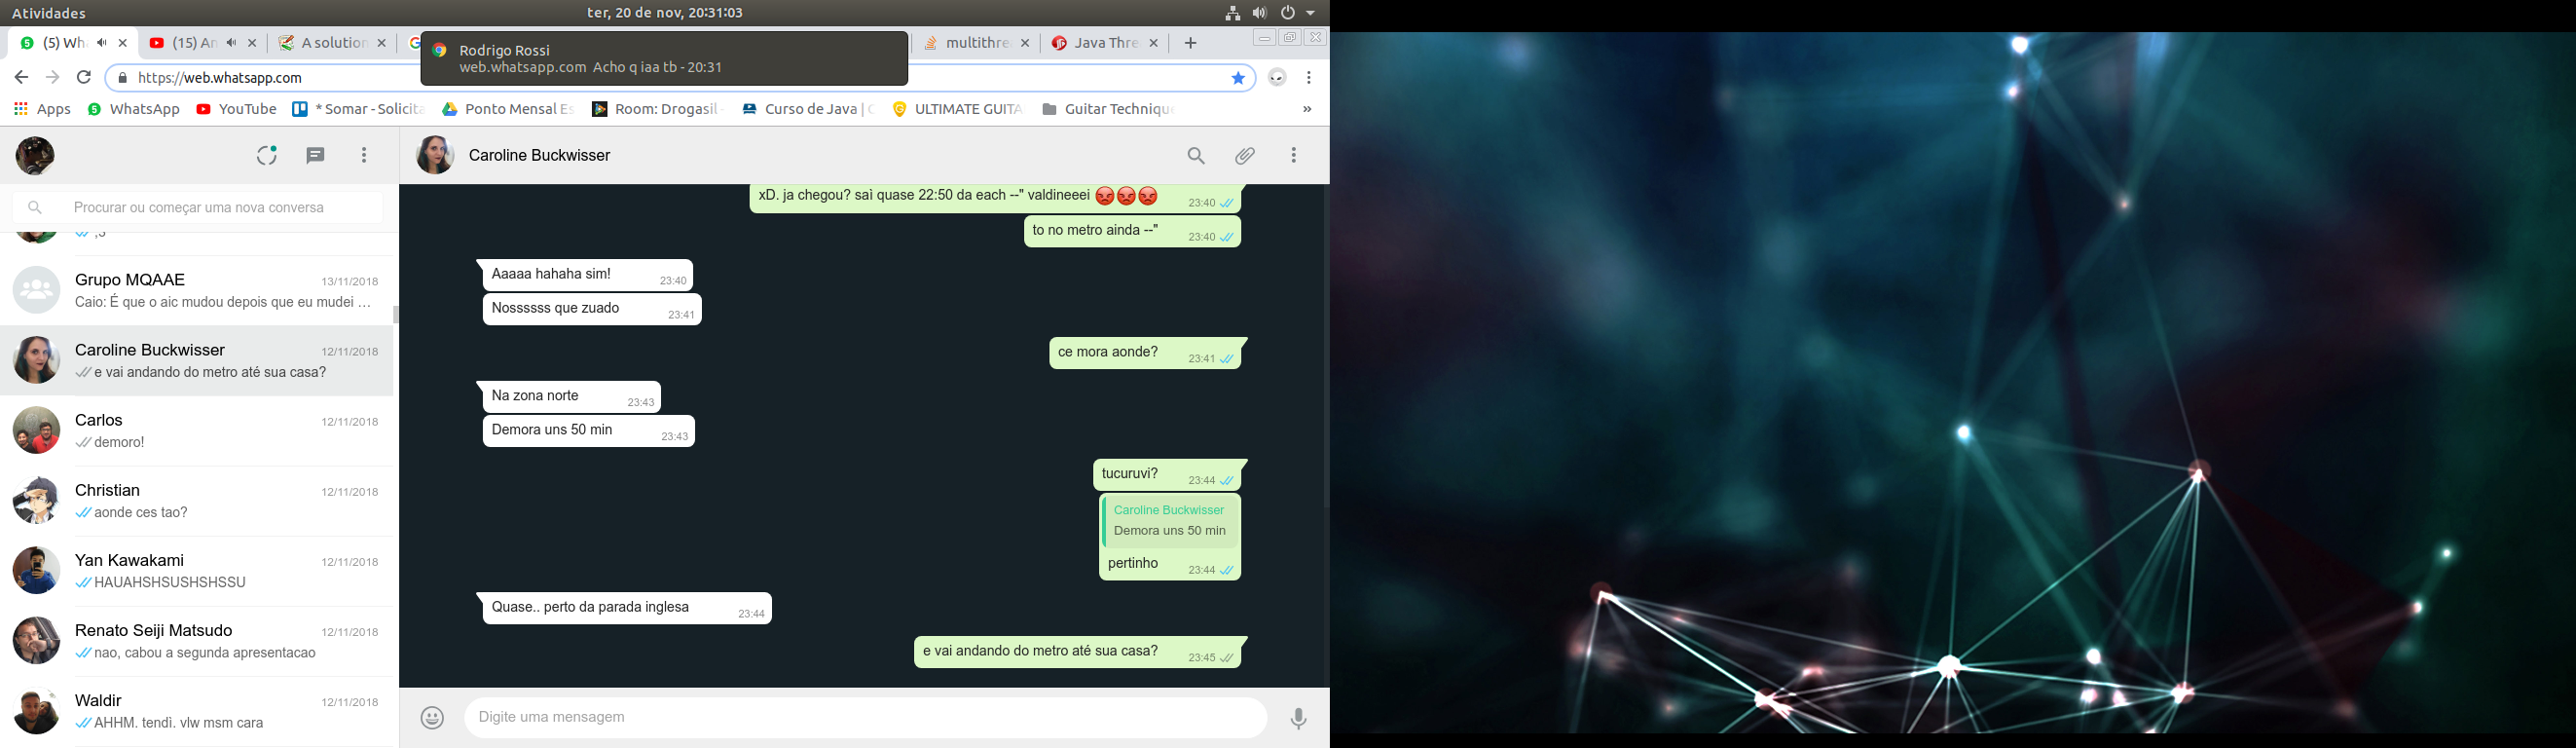 Atividades
ter, 20 de nov, 20:31:03
(5) Wh
(15) An
A solution
multithre
Java Thre
Rodrigo Rossi
web.whatsapp.com Acho q iaa tb - 20:31
https://web.whatsapp.com
Apps
WhatsApp
YouTube
* Somar - Solicita
Ponto Mensal Es
Room: Drogasil -
Curso de Java |
ULTIMATE GUITA
Guitar Technique
»
Caroline Buckwisser
Procurar ou começar uma nova conversa
;3
Grupo MQAAE 13/11/2018
Caio: É que o aic mudou depois que eu mudei …
Caroline Buckwisser 12/11/2018
e vai andando do metro até sua casa?
Carlos 12/11/2018
demoro!
Christian 12/11/2018
aonde ces tao?
Yan Kawakami 12/11/2018
HAUAHSHSUSHSHSSU
Renato Seiji Matsudo 12/11/2018
nao, cabou a segunda apresentacao
Waldir 12/11/2018
AHHM. tendì. vlw msm cara
xD. ja chegou? saì quase 22:50 da each --" valdineeei 😡😡😡 23:40
to no metro ainda --" 23:40
Aaaaa hahaha sim! 23:40
Nossssss que zuado 23:41
ce mora aonde? 23:41
Na zona norte 23:43
Demora uns 50 min 23:43
tucuruvi? 23:44
Caroline Buckwisser
Demora uns 50 min
pertinho 23:44
Quase.. perto da parada inglesa 23:44
e vai andando do metro até sua casa? 23:45
Digite uma mensagem